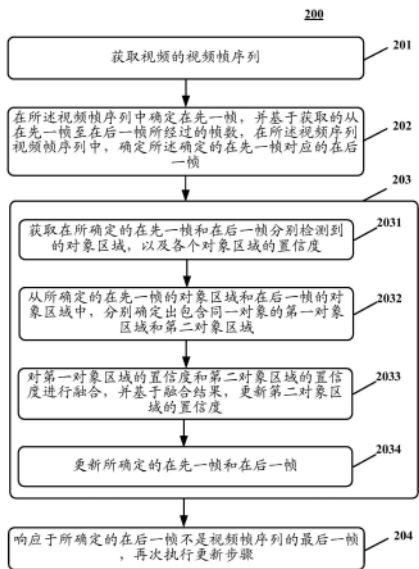 200
201
获取视频的视频帧序列
202
在所述视频帧序列中确定在先一帧，并基于获取的从
在先一帧至在后一帧所经过的帧数，在所述视频序列
视频帧序列中，确定所述确定的在先一帧对应的在后
一帧
203
2031
获取在所确定的在先一帧和在后一帧分别检测到
的对象区域，以及各个对象区域的置信度
2032
从所确定的在先一帧的对象区域和在后一帧的对
象区域中，分别确定出包含同一对象的第一对象
区域和第二对象区域
2033
对第一对象区域的置信度和第二对象区域的置信
度进行融合，并基于融合结果，更新第二对象区
域的置信度
2034
更新所确定的在先一帧和在后一帧
204
响应于所确定的在后一帧不是视频帧序列的最后一帧
，再次执行更新步骤